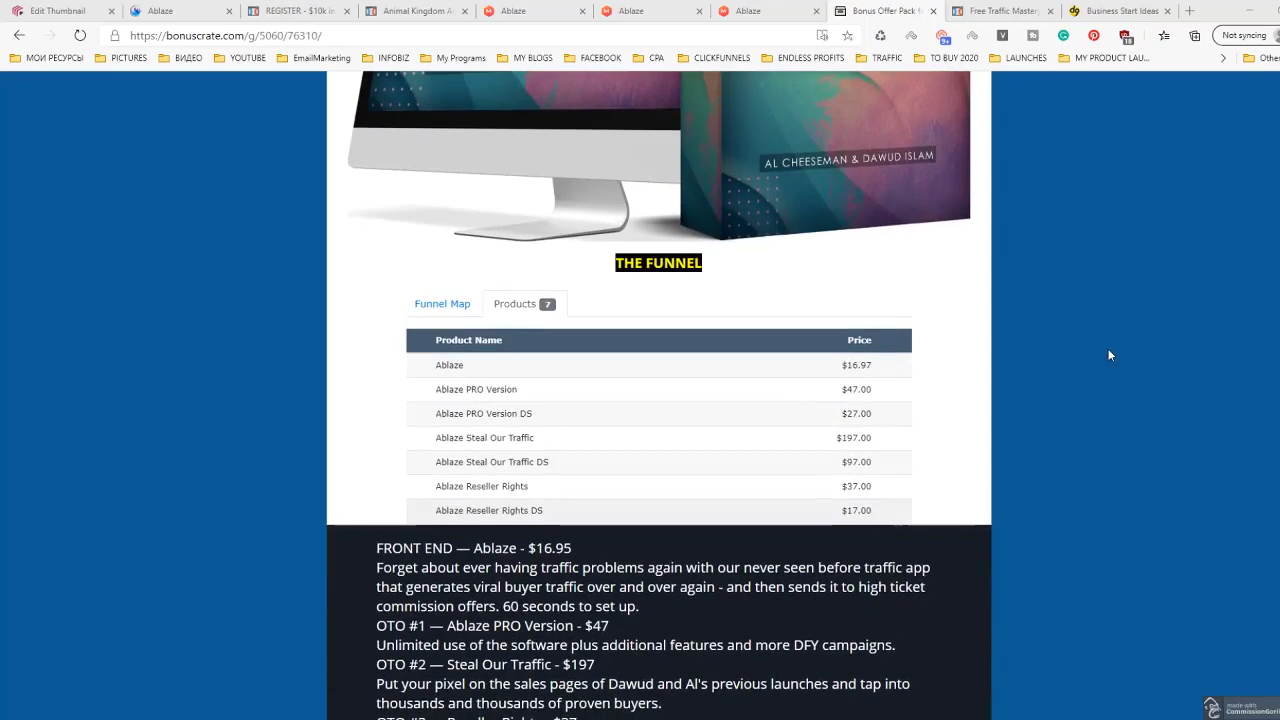 Edit Thumbnail
Ablaze
REGISTER - $10k in
Animal Kingdom A
Ablaze
Ablaze
Ablaze
Bonus Offer Pack f
Free Traffic Master
Business Start Ideas
https://bonuscrate.com/g/5060/76310/
9+
18
Not syncing
МОИ РЕСУРСЫ
PICTURES
ВИДЕО
YOUTUBE
EmailMarketing
INFOBIZ
My Programs
MY BLOGS
FACEBOOK
CPA
CLICKFUNNELS
ENDLESS PROFITS
TRAFFIC
TO BUY 2020
LAUNCHES
MY PRODUCT LAU...
Other
AL CHEESEMAN & DAWUD ISLAM
THE FUNNEL
Funnel Map
Products 7
Product Name Price
Ablaze $16.97
Ablaze PRO Version $47.00
Ablaze PRO Version DS $27.00
Ablaze Steal Our Traffic $197.00
Ablaze Steal Our Traffic DS $97.00
Ablaze Reseller Rights $37.00
Ablaze Reseller Rights DS $17.00
FRONT END — Ablaze - $16.95
Forget about ever having traffic problems again with our never seen before traffic app
that generates viral buyer traffic over and over again - and then sends it to high ticket
commission offers. 60 seconds to set up.
OTO #1 — Ablaze PRO Version - $47
Unlimited use of the software plus additional features and more DFY campaigns.
OTO #2 — Steal Our Traffic - $197
Put your pixel on the sales pages of Dawud and Al's previous launches and tap into
thousands and thousands of proven buyers.
OTO #3 — Reseller Rights - $37
made with
CommissionGoril